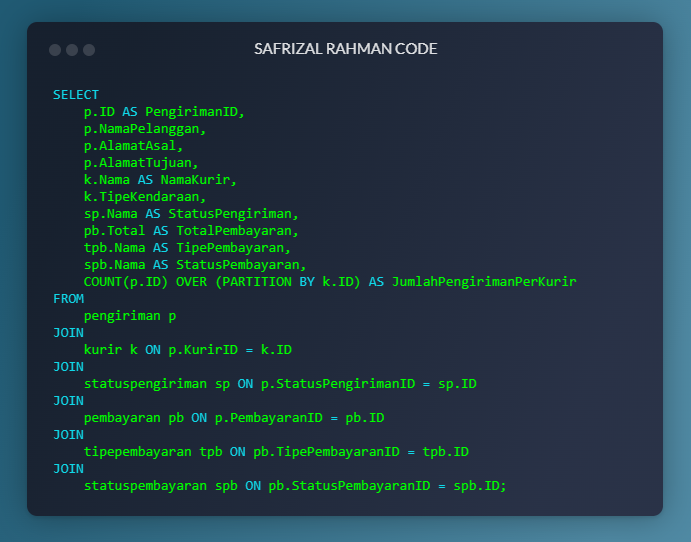 SAFRIZAL RAHMAN CODE
SELECT
p.ID AS PengirimanID,
p.NamaPelanggan,
p.AlamatAsal,
p.AlamatTujuan,
k.Nama AS NamaKurir,
k.TipeKendaraan,
sp.Nama AS StatusPengiriman,
pb.Total AS TotalPembayaran,
tpb.Nama AS TipePembayaran,
spb.Nama AS StatusPembayaran,
COUNT(p.ID) OVER (PARTITION BY k.ID) AS JumlahPengirimanPerKurir
FROM
pengiriman p
JOIN
kurir k ON p.KurirID = k.ID
JOIN
statuspengiriman sp ON p.StatusPengirimanID = sp.ID
JOIN
pembayaran pb ON p.PembayaranID = pb.ID
JOIN
tipepembayaran tpb ON pb.TipePembayaranID = tpb.ID
JOIN
statuspembayaran spb ON pb.StatusPembayaranID = spb.ID;